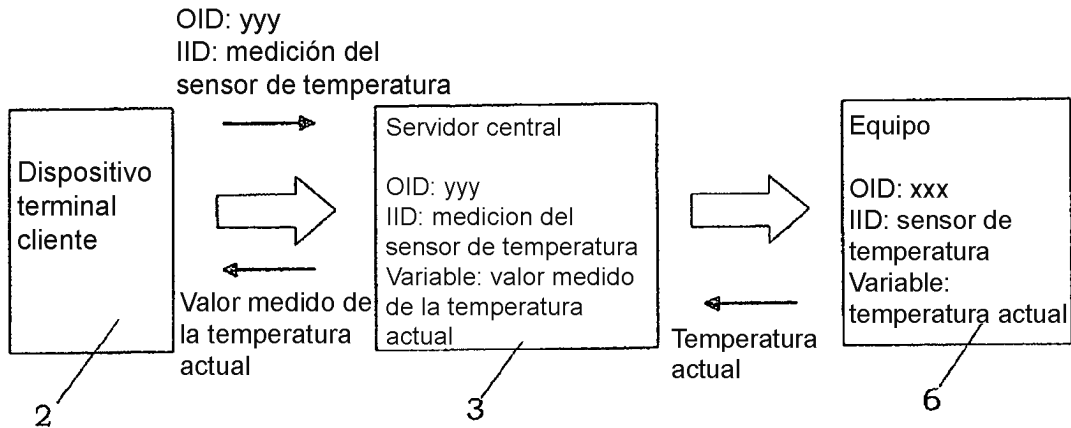 OID: yyy
IID: medición del
sensor de temperatura
Dispositivo
terminal
cliente
Valor medido de
la temperatura
actual
Servidor central
OID: yyy
IID: medicion del
sensor de temperatura
Variable: valor medido
de la temperatura
actual
Temperatura
actual
Equipo
OID: xxx
IID: sensor de
temperatura
Variable:
temperatura actual
2
3
6